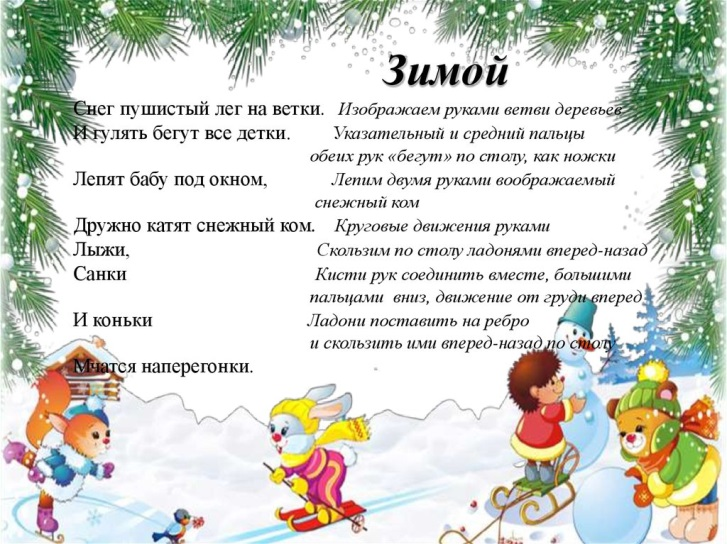 Зимой
Снег пушистый лег на ветки. Изображаем руками ветви деревьев
И гулять бегут все детки. Указательный и средний пальцы
обеих рук «бегут» по столу, как ножки
Лепят бабу под окном, Лепим двумя руками воображаемый
снежный ком
Дружно катят снежный ком. Круговые движения руками
Лыжи, Скользим по столу ладонями вперед-назад
Санки Кисти рук соединить вместе, большими
пальцами вниз, движение от груди вперед
И коньки Ладони поставить на ребро
и скользить ими вперед-назад по столу
Мчатся наперегонки.